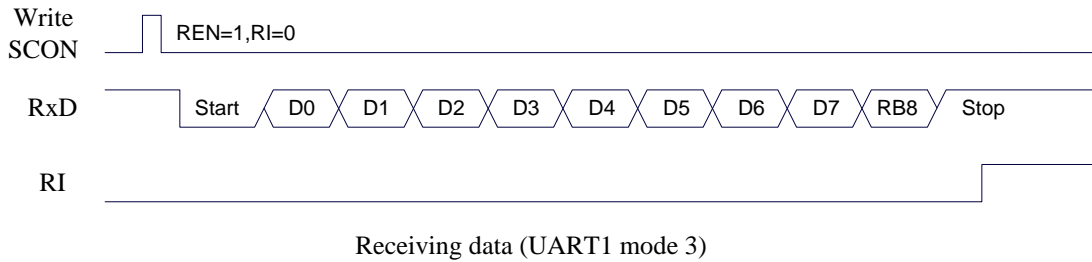 Write
SCON
REN=1,RI=0
RxD
Start D0 D1 D2 D3 D4 D5 D6 D7 RB8 Stop
RI
Receiving data (UART1 mode 3)